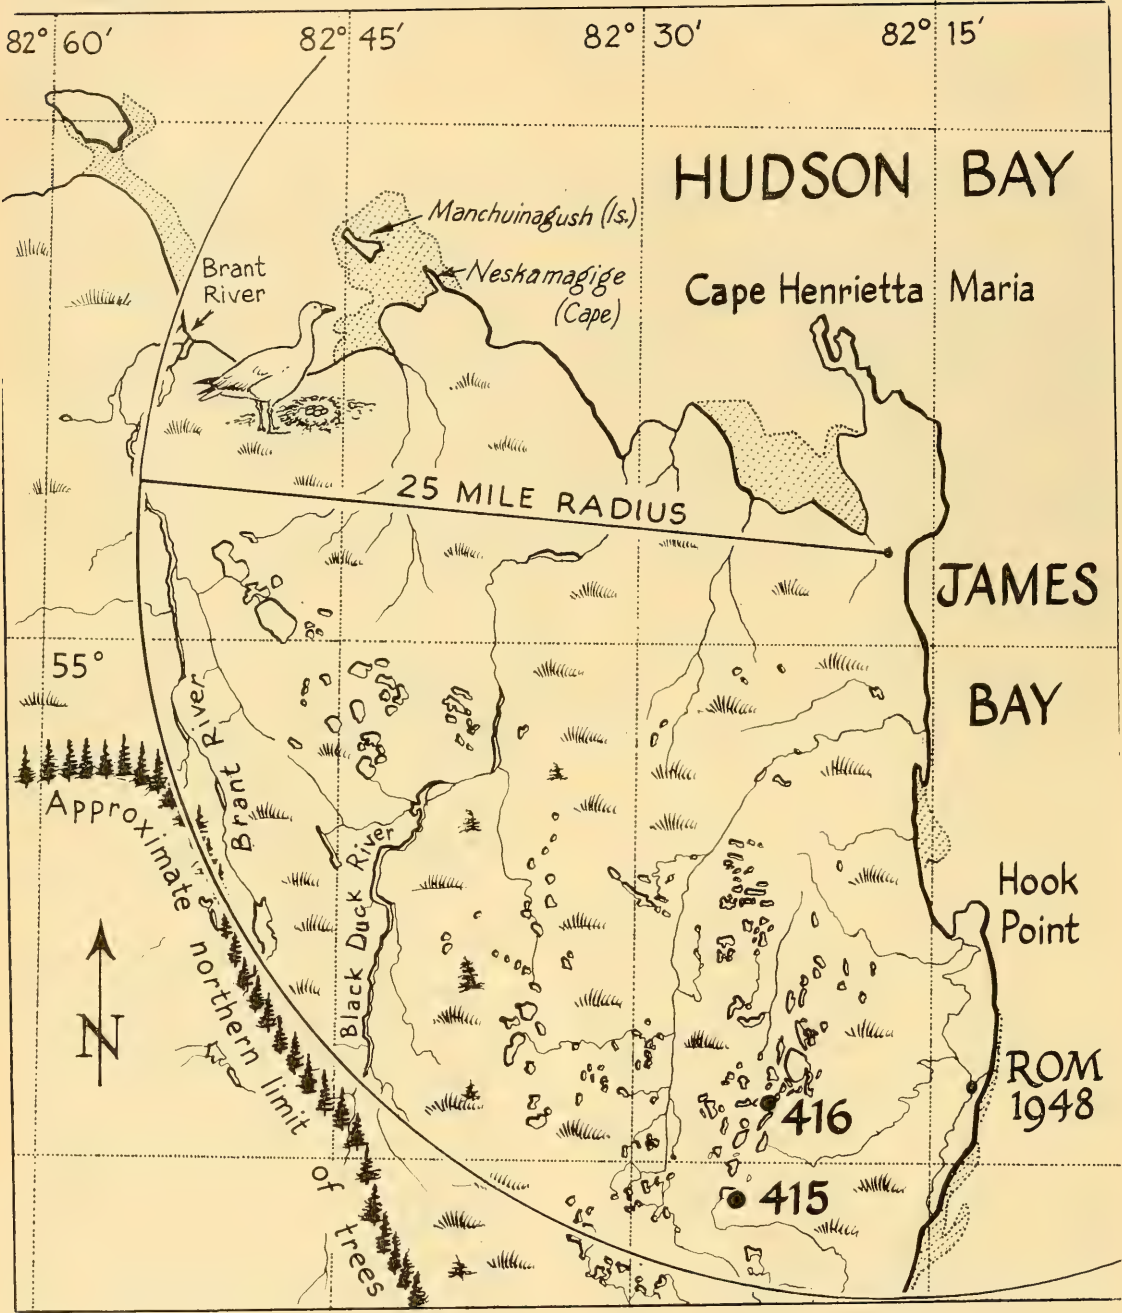 82° 60′
82° 45′
82° 30′
82° 15′
HUDSON BAY
Manchuinagush (Is.)
Neskamagige
(Cape)
Brant
River
Cape Henrietta Maria
25 MILE RADIUS
JAMES
BAY
55°
Brant River
Approximate northern limit of trees
Black Duck River
Hook
Point
N
ROM
1948
416
415